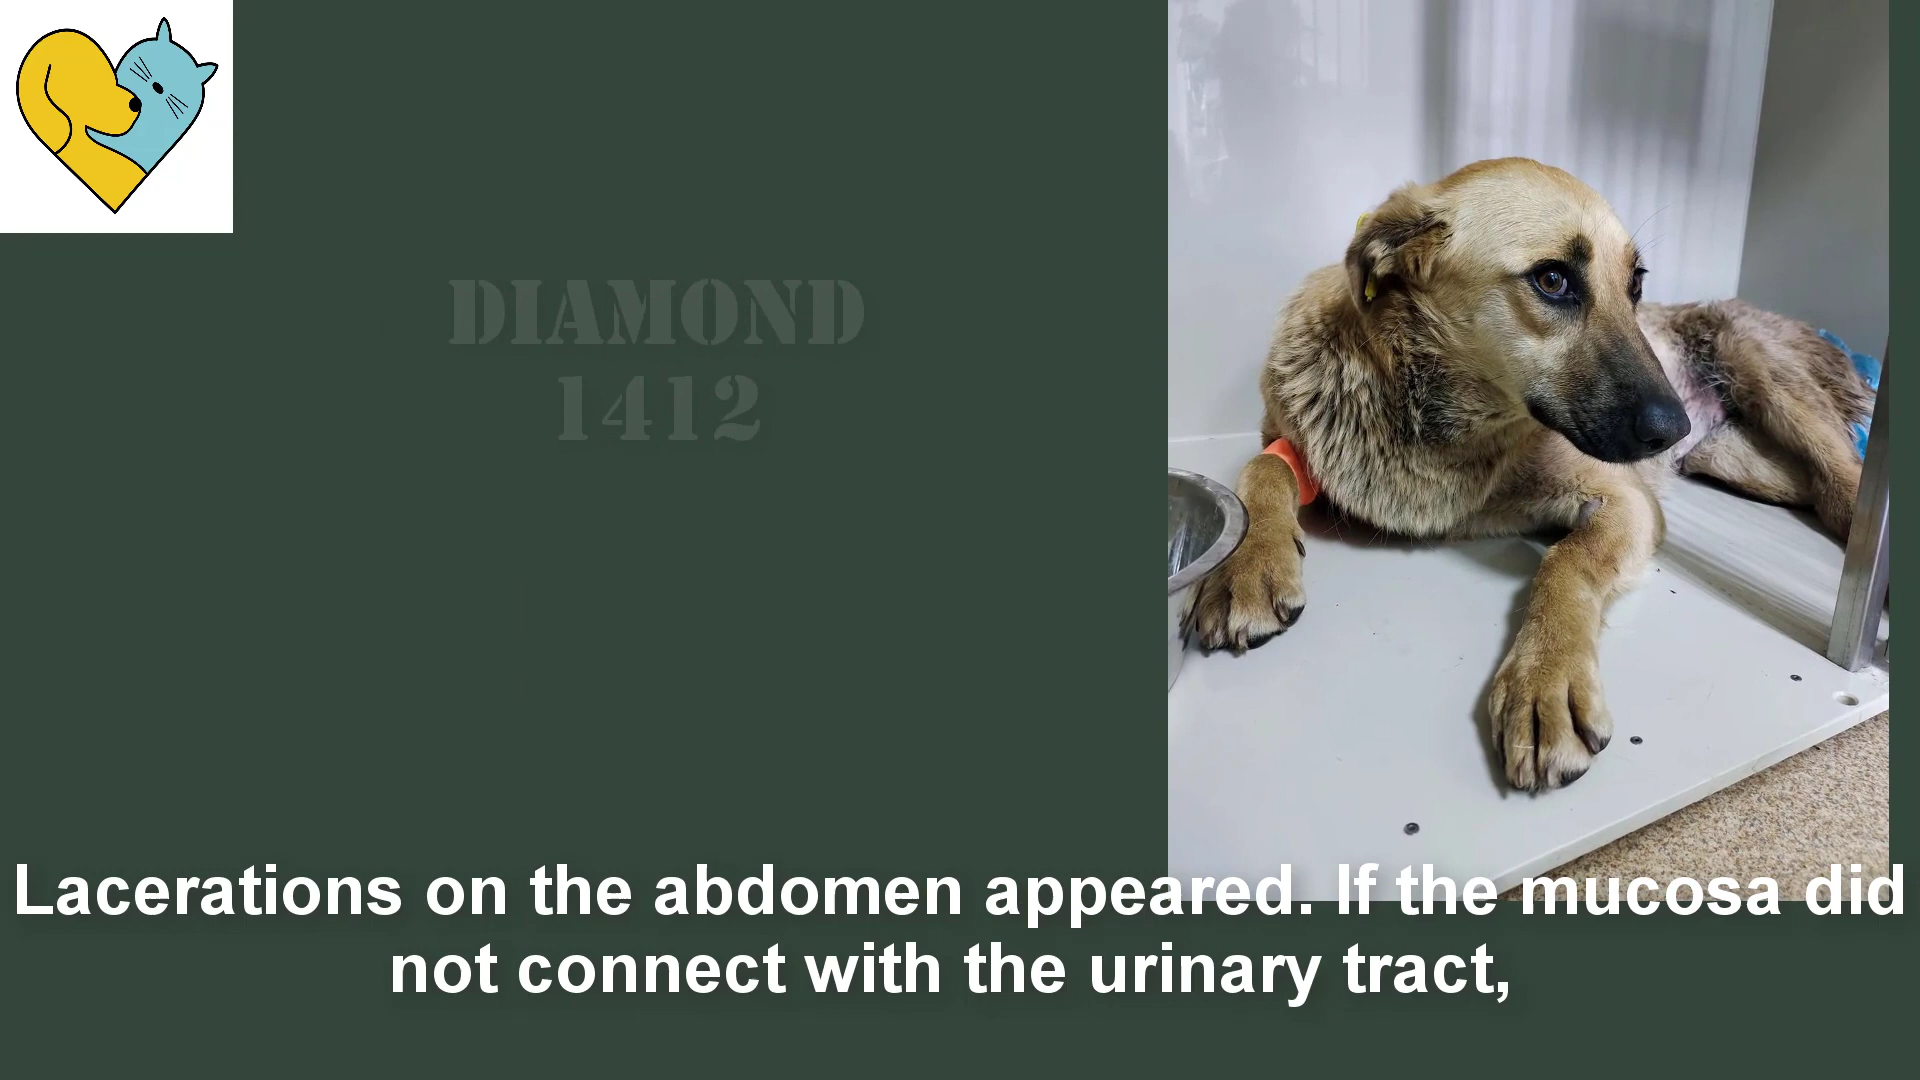 DIAMOND
1412
Lacerations on the abdomen appeared. If the mucosa did
not connect with the urinary tract,